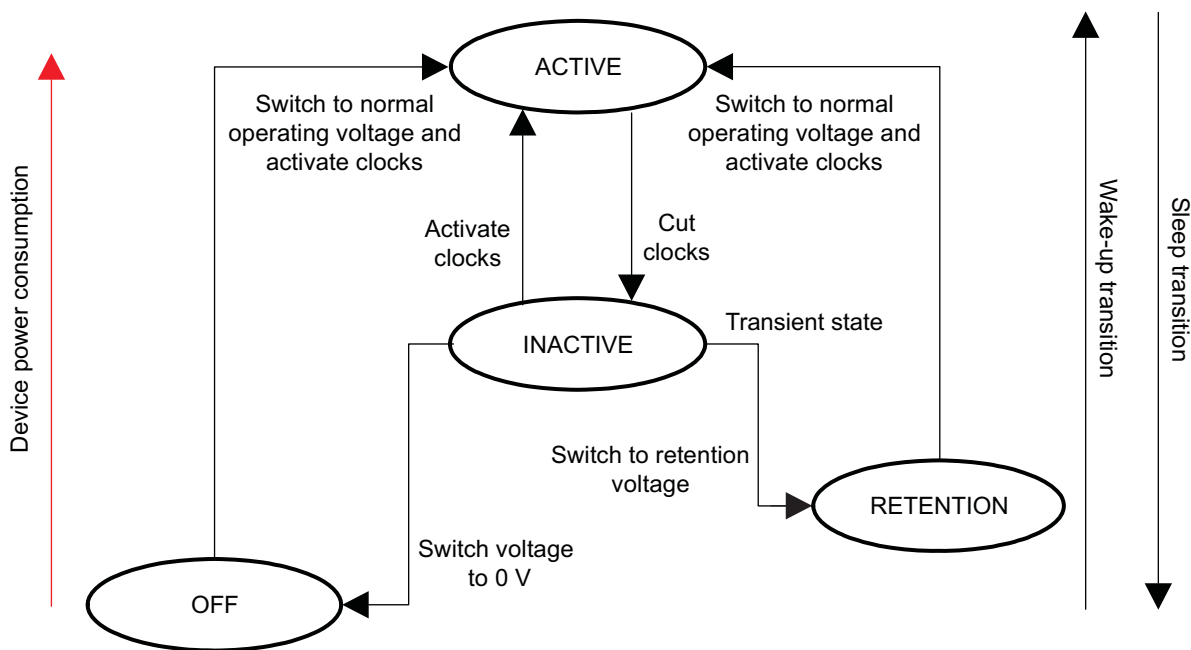 ACTIVE
Switch to normal
operating voltage and
activate clocks
Switch to normal
operating voltage and
activate clocks
Device power consumption
Activate
clocks
Cut
clocks
Wake-up transition
Sleep transition
INACTIVE
Transient state
Switch to retention
voltage
RETENTION
Switch voltage
to 0 V
OFF